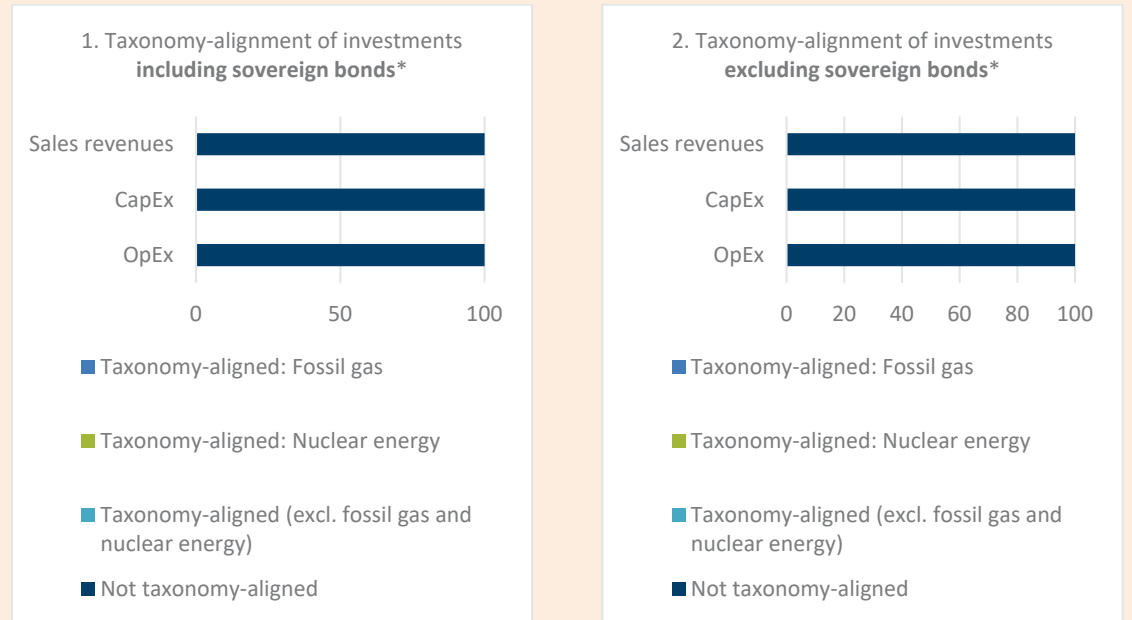 1. Taxonomy-alignment of investments
including sovereign bonds*
Sales revenues
CapEx
OpEx
0 50 100
Taxonomy-aligned: Fossil gas
Taxonomy-aligned: Nuclear energy
Taxonomy-aligned (excl. fossil gas and
nuclear energy)
Not taxonomy-aligned
2. Taxonomy-alignment of investments
excluding sovereign bonds*
Sales revenues
CapEx
OpEx
0 20 40 60 80 100
Taxonomy-aligned: Fossil gas
Taxonomy-aligned: Nuclear energy
Taxonomy-aligned (excl. fossil gas and
nuclear energy)
Not taxonomy-aligned